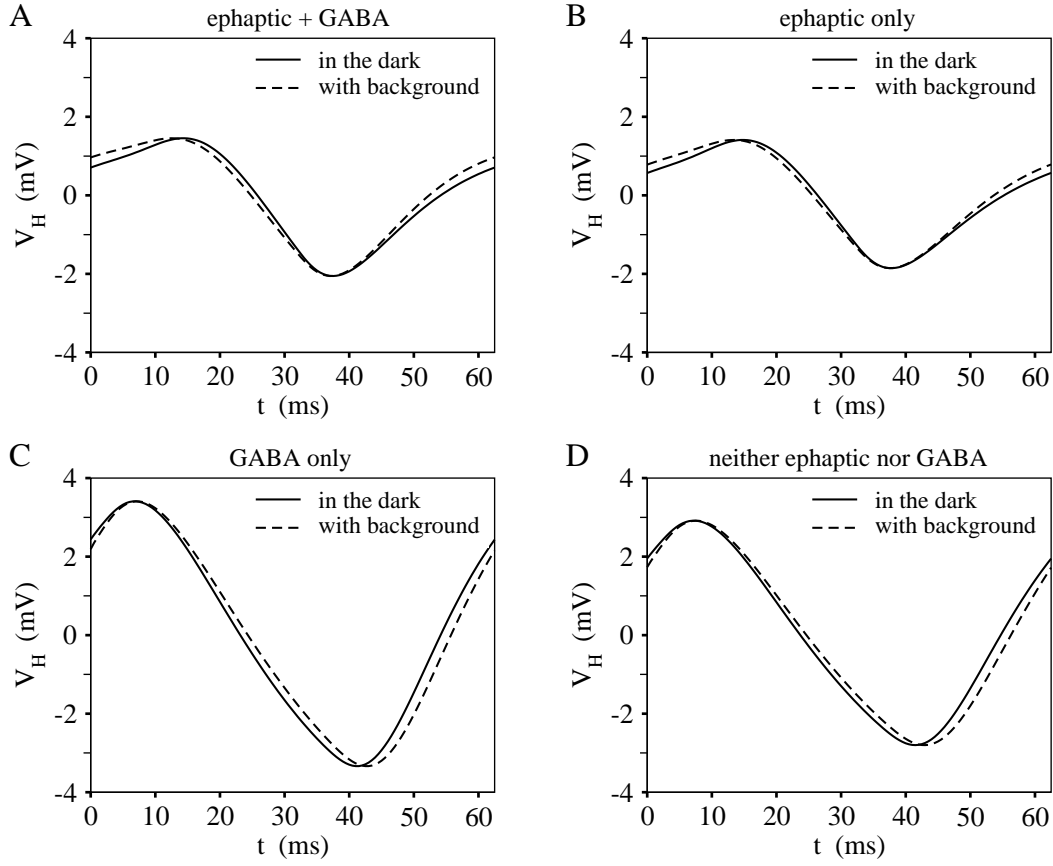 A ephaptic + GABA
4
in the dark
with background
2
0
-2
-4
V_H (mV)
0 10 20 30 40 50 60
t (ms)
B ephaptic only
4
in the dark
with background
2
0
-2
-4
V_H (mV)
0 10 20 30 40 50 60
t (ms)
C GABA only
4
in the dark
with background
2
0
-2
-4
V_H (mV)
0 10 20 30 40 50 60
t (ms)
D neither ephaptic nor GABA
4
in the dark
with background
2
0
-2
-4
V_H (mV)
0 10 20 30 40 50 60
t (ms)